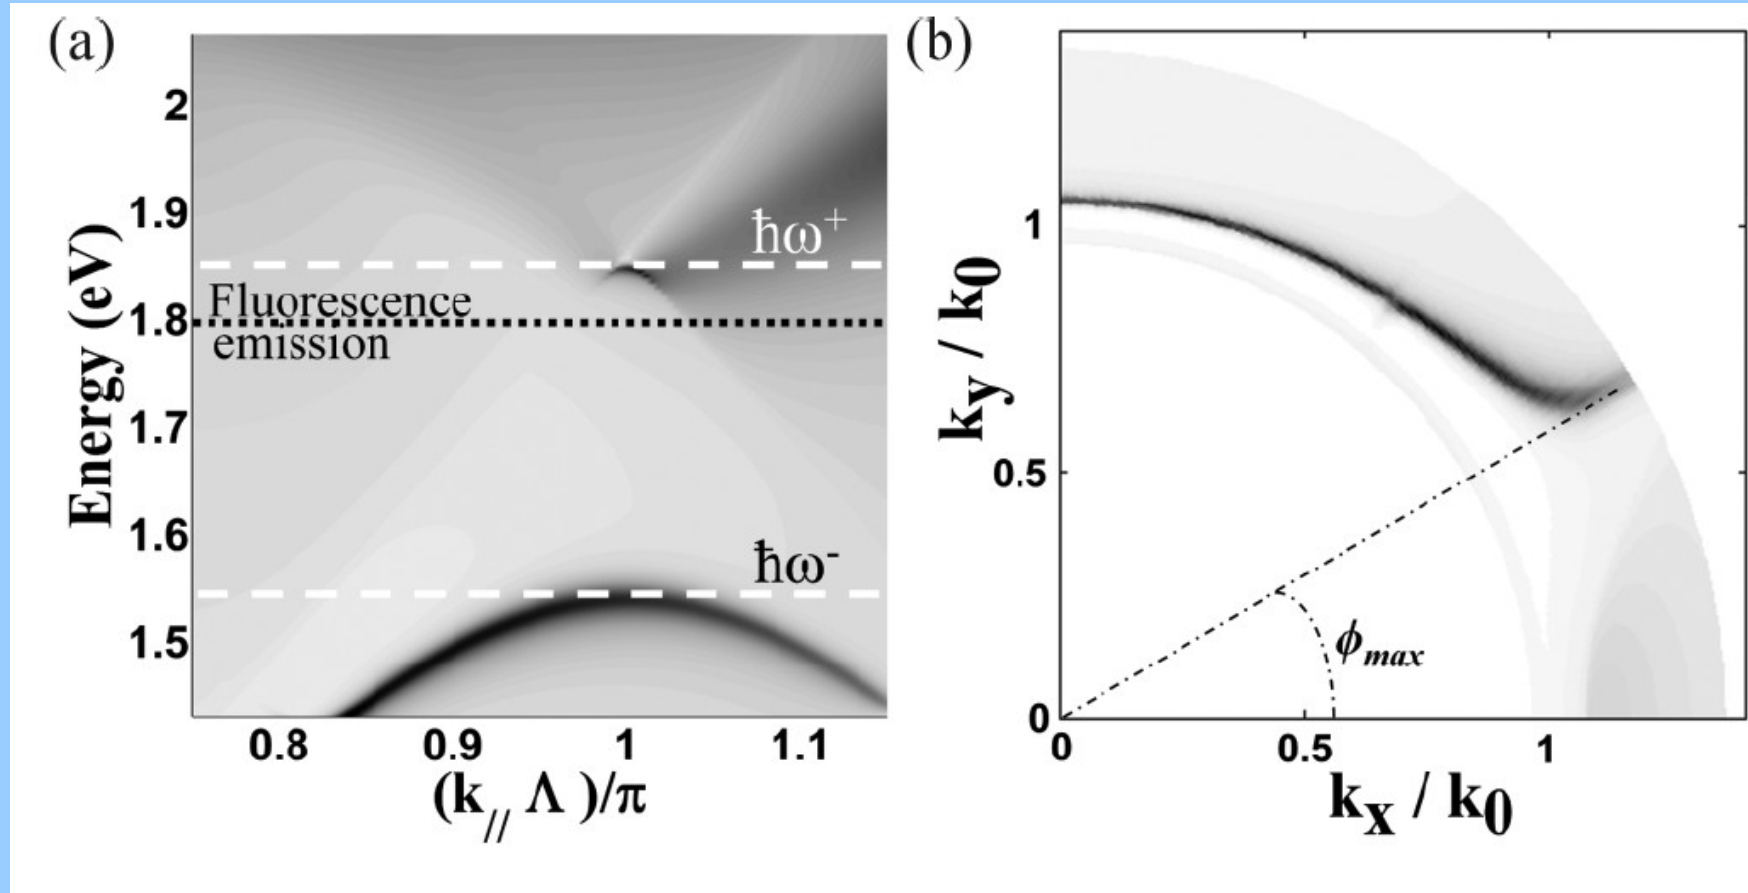 (a)
2
1.9
1.8
1.7
1.6
1.5
Energy (eV)
ħω+
Fluorescence
emission
ħω-
0.8 0.9 1 1.1
(k// Λ )/π
(b)
1
0.5
0
ky / k0
ϕmax
0 0.5 1
kx / k0